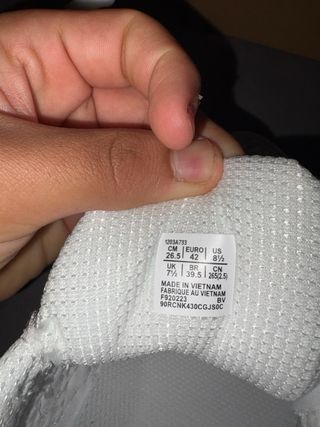 1203A793
CM EURO US
26.5 42 8½
UK BR CN
7½ 39.5 265(2.5)
MADE IN VIETNAM
FABRIQUE AU VIETNAM
F920223 BV
90RCNK430CGJS0C